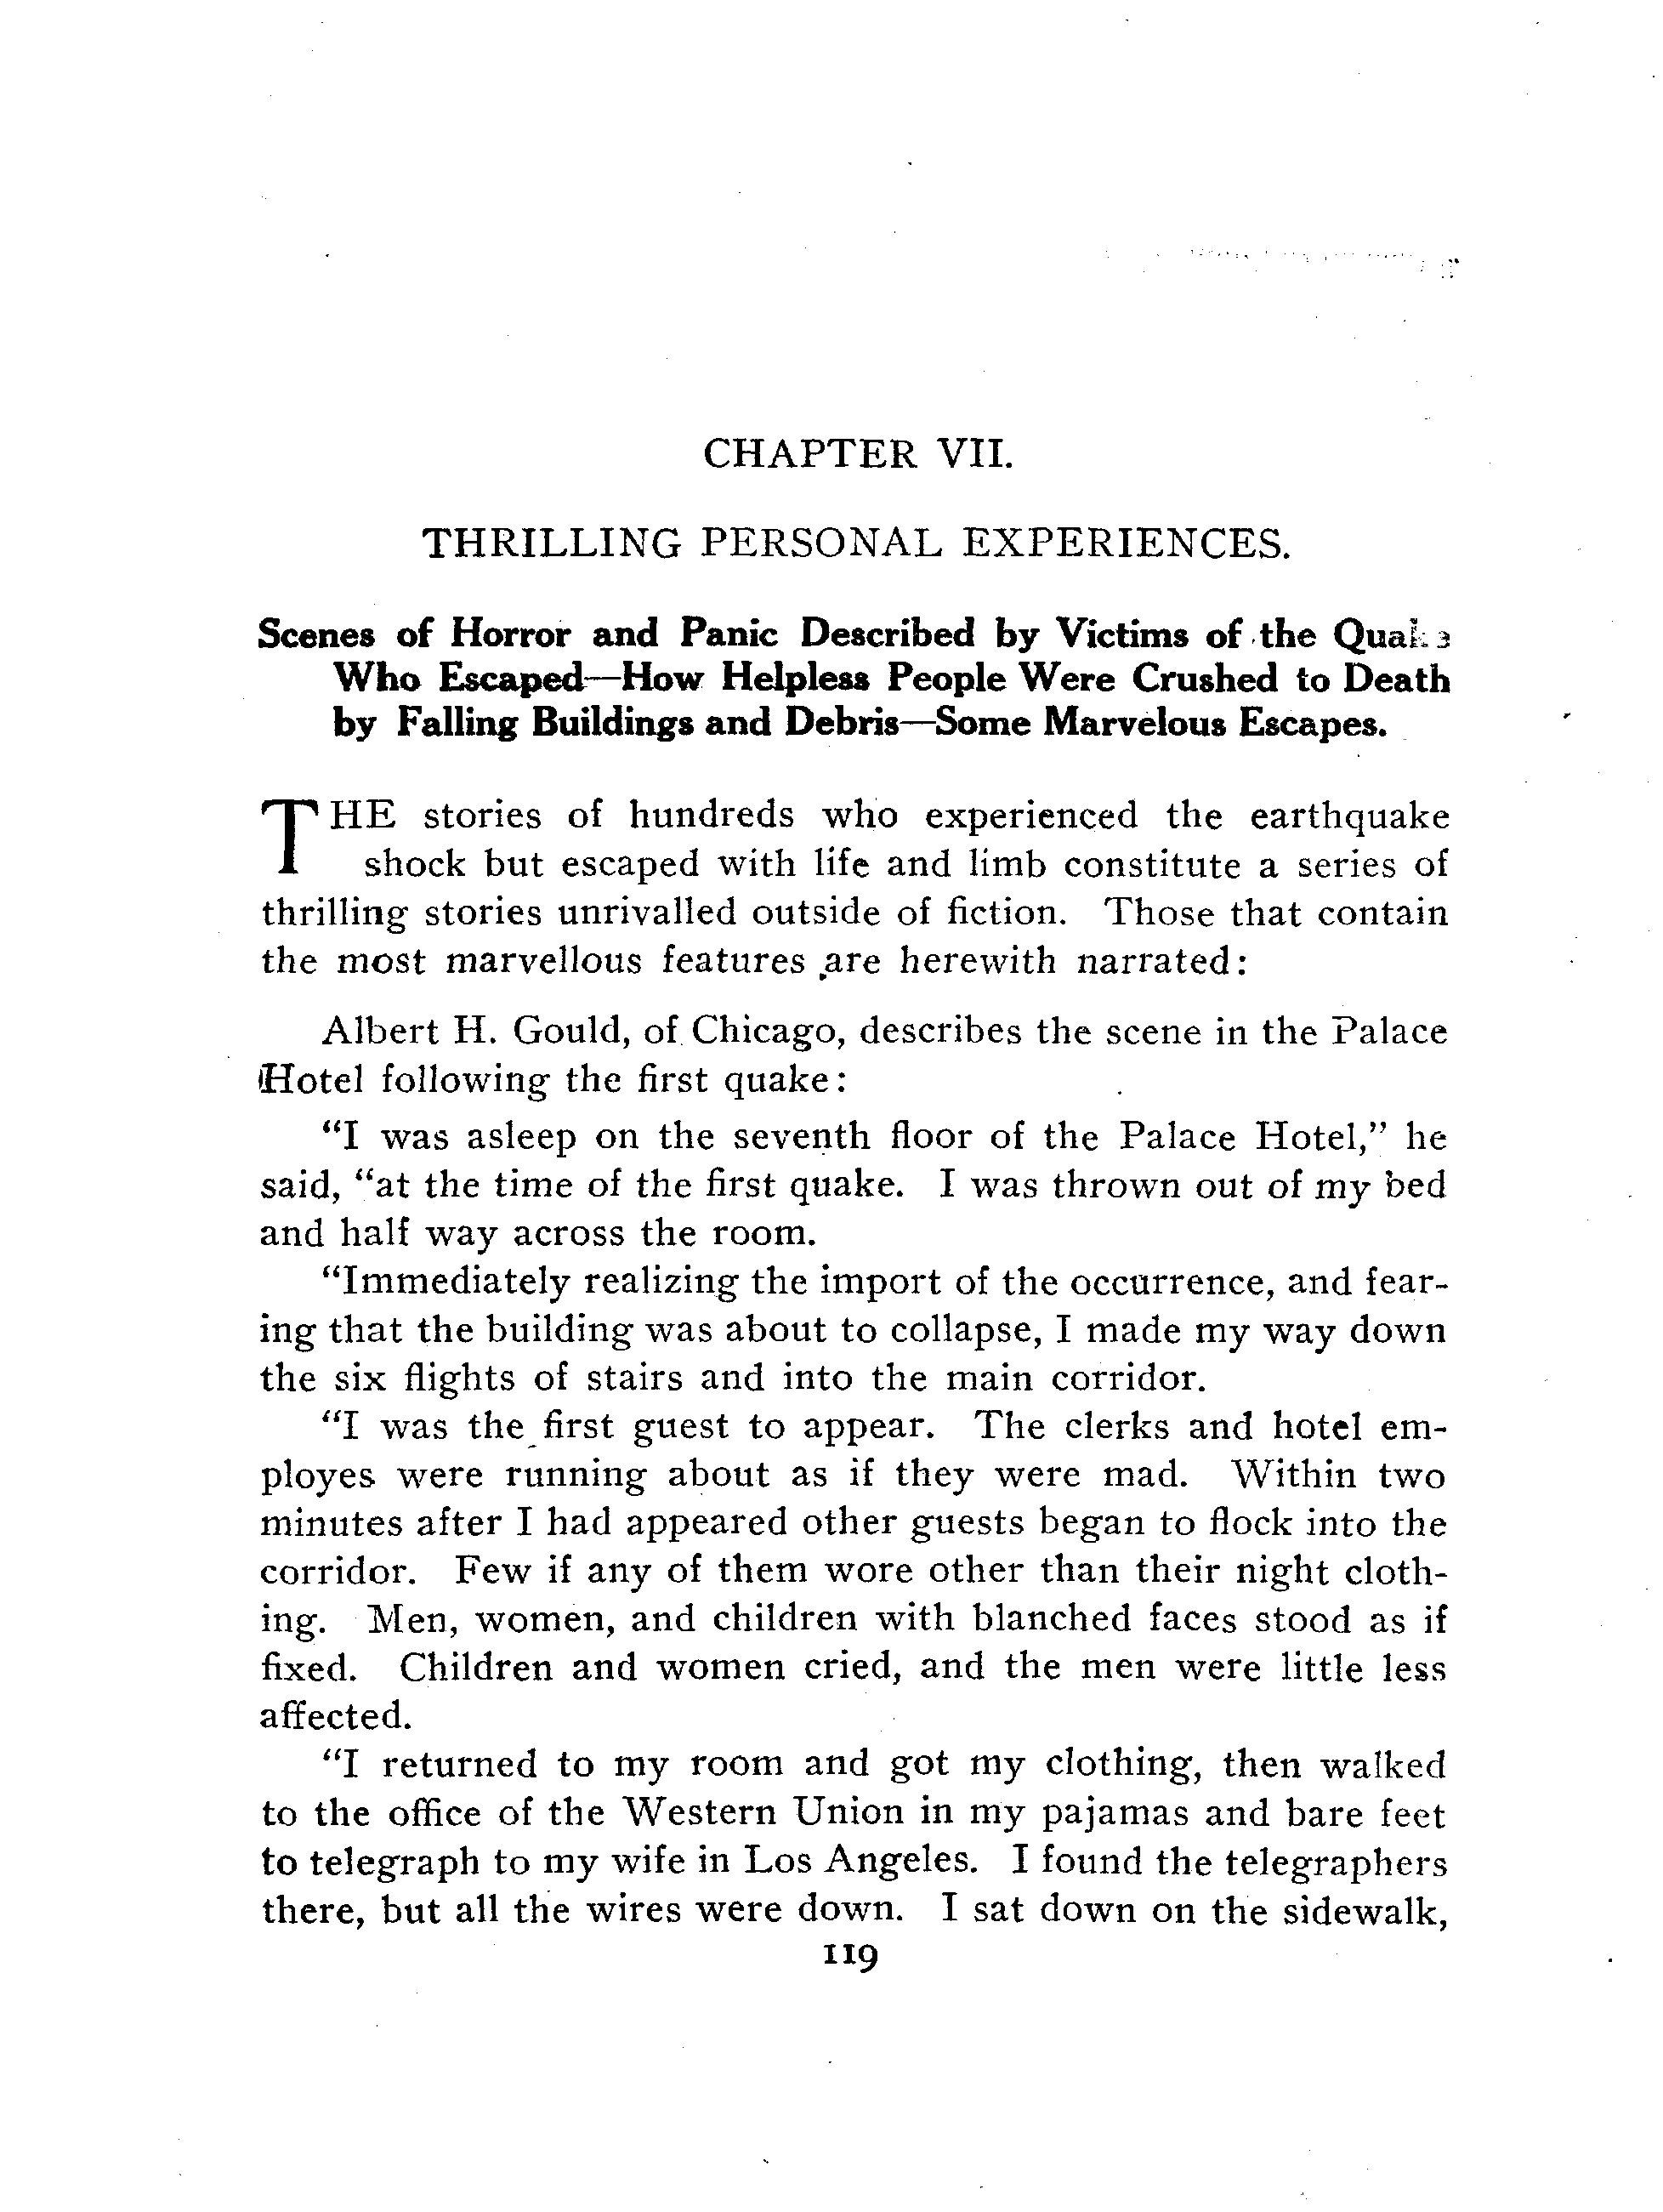 CHAPTER VII.
THRILLING PERSONAL EXPERIENCES.
Scenes of Horror and Panic Described by Victims of the Quake
Who Escaped—How Helpless People Were Crushed to Death
by Falling Buildings and Debris—Some Marvelous Escapes.
THE stories of hundreds who experienced the earthquake
shock but escaped with life and limb constitute a series of
thrilling stories unrivalled outside of fiction. Those that contain
the most marvellous features are herewith narrated:
Albert H. Gould, of Chicago, describes the scene in the Palace
Hotel following the first quake:
“I was asleep on the seventh floor of the Palace Hotel,” he
said, “at the time of the first quake. I was thrown out of my bed
and half way across the room.
“Immediately realizing the import of the occurrence, and fear-
ing that the building was about to collapse, I made my way down
the six flights of stairs and into the main corridor.
“I was the first guest to appear. The clerks and hotel em-
ployes were running about as if they were mad. Within two
minutes after I had appeared other guests began to flock into the
corridor. Few if any of them wore other than their night cloth-
ing. Men, women, and children with blanched faces stood as if
fixed. Children and women cried, and the men were little less
affected.
“I returned to my room and got my clothing, then walked
to the office of the Western Union in my pajamas and bare feet
to telegraph to my wife in Los Angeles. I found the telegraphers
there, but all the wires were down. I sat down on the sidewalk,
119